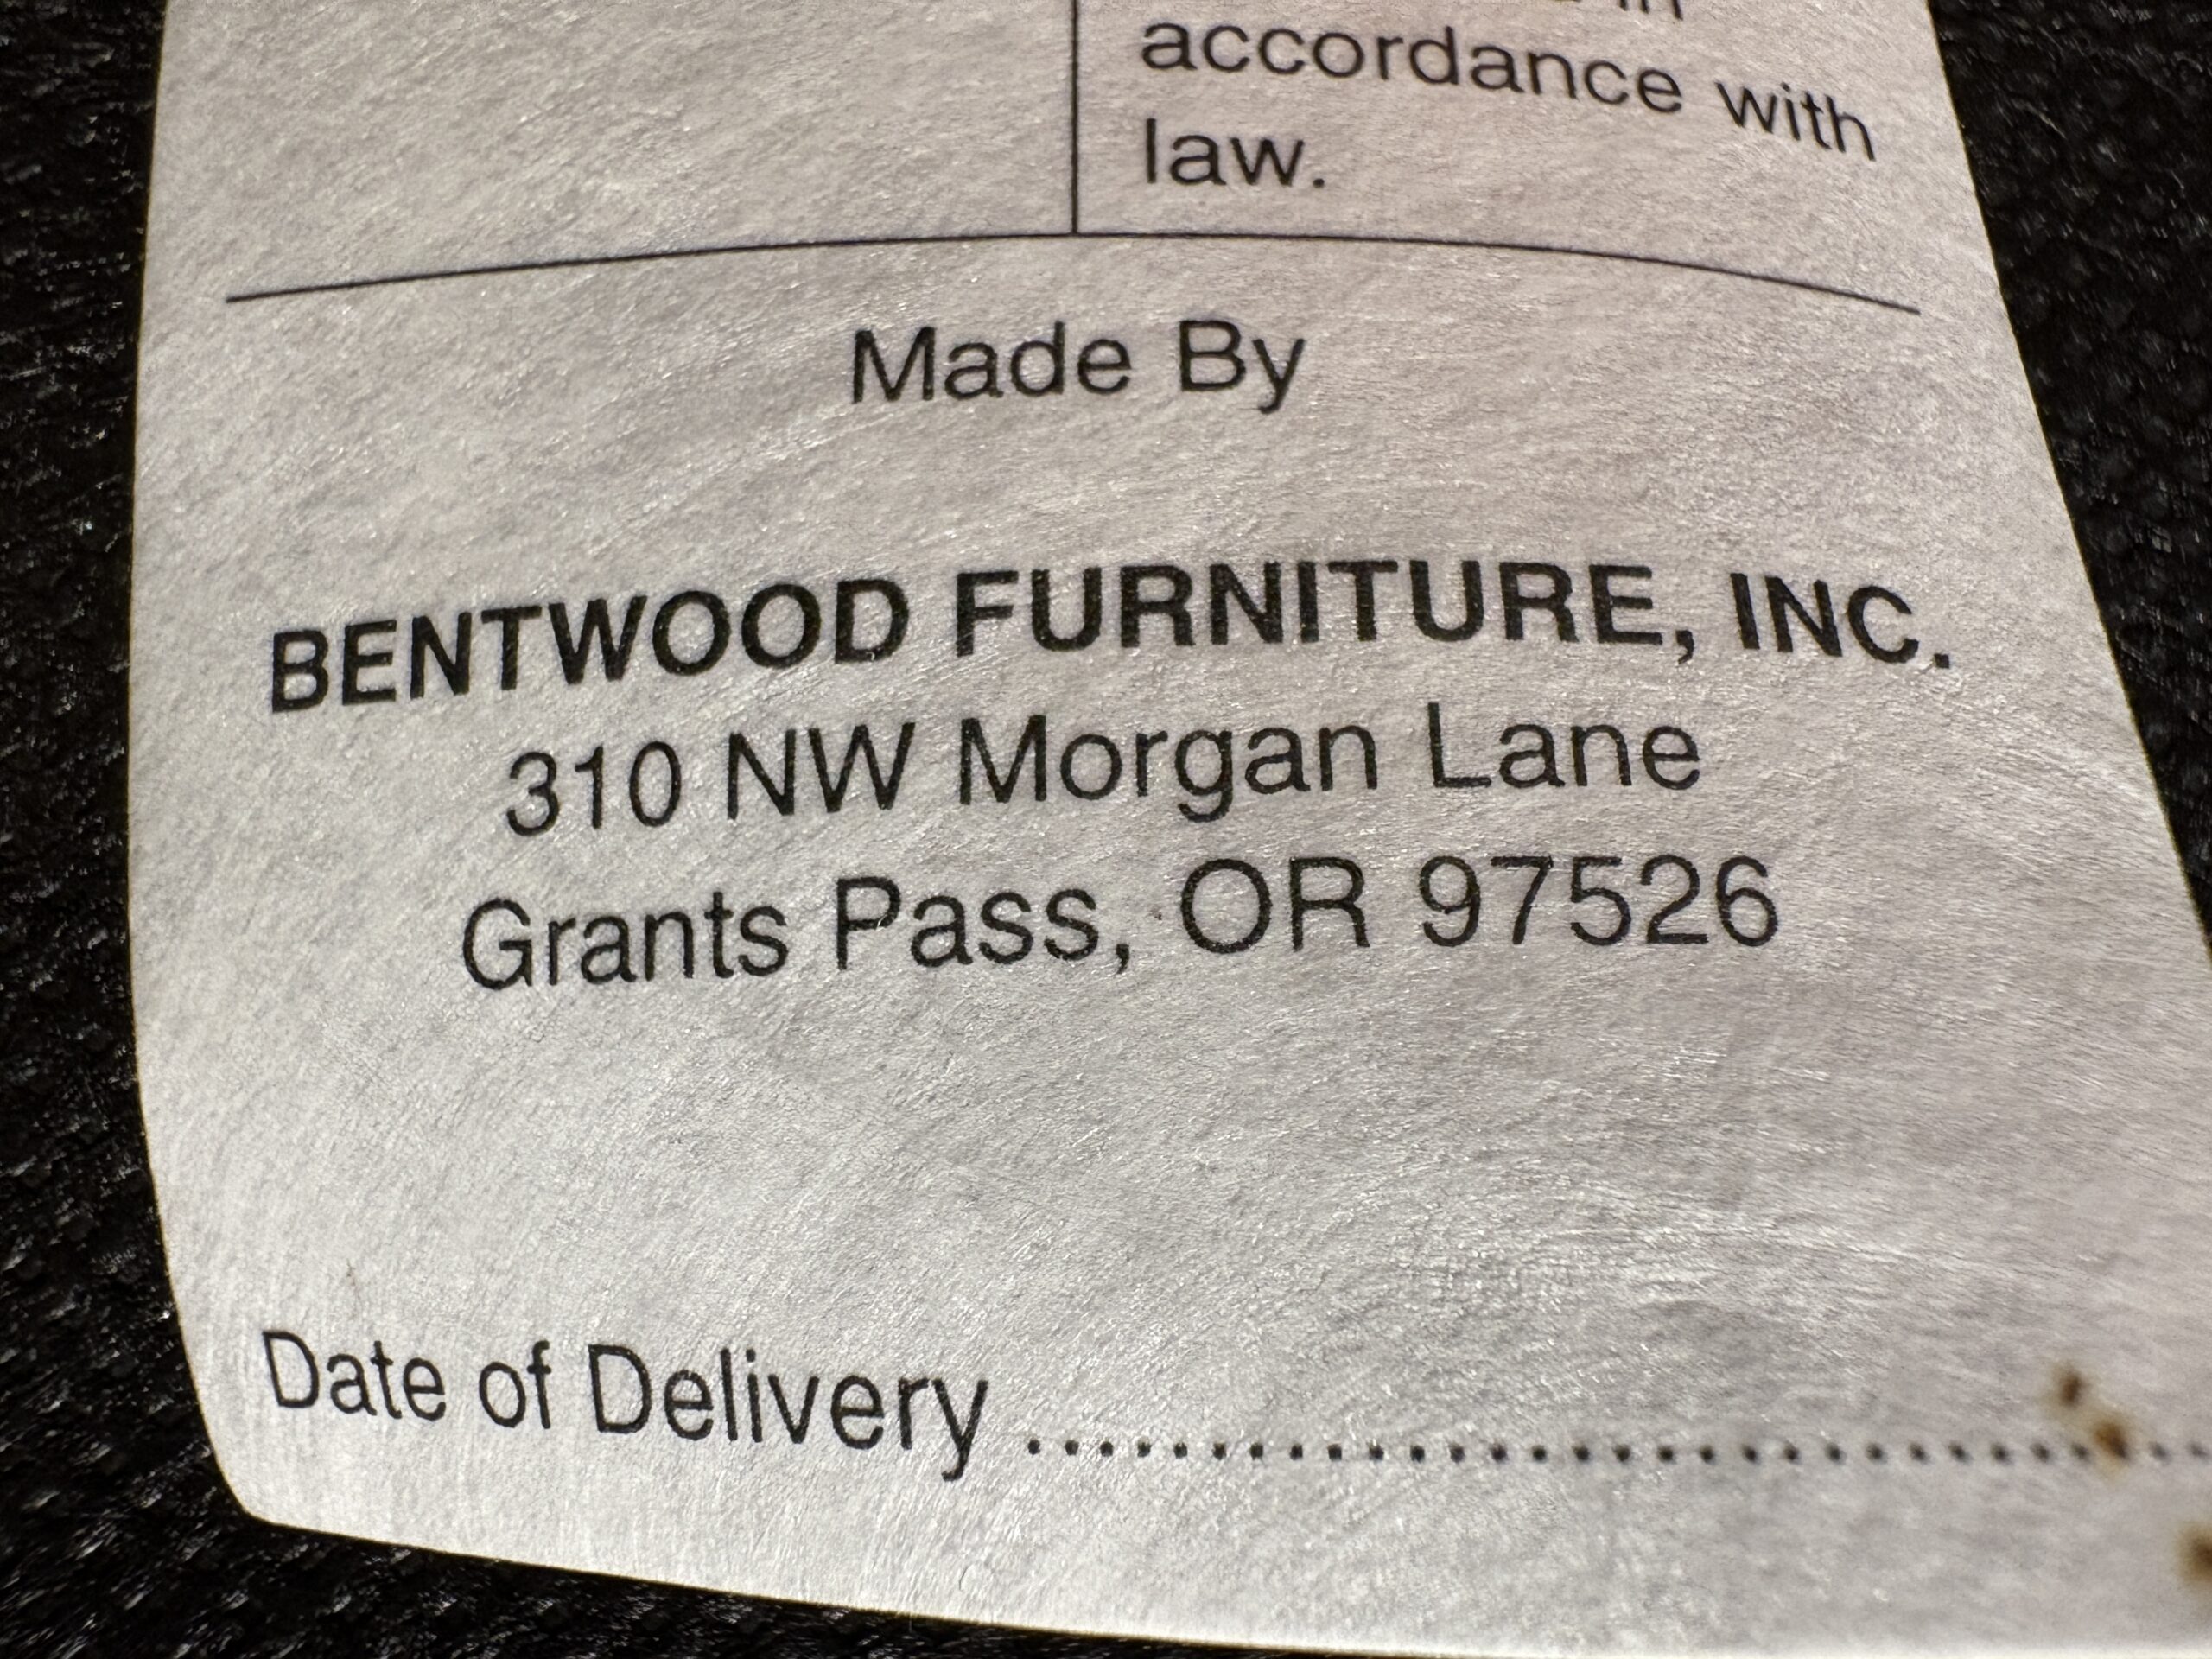 in
accordance with
law.
Made By
BENTWOOD FURNITURE, INC.
310 NW Morgan Lane
Grants Pass, OR 97526
Date of Delivery ................................